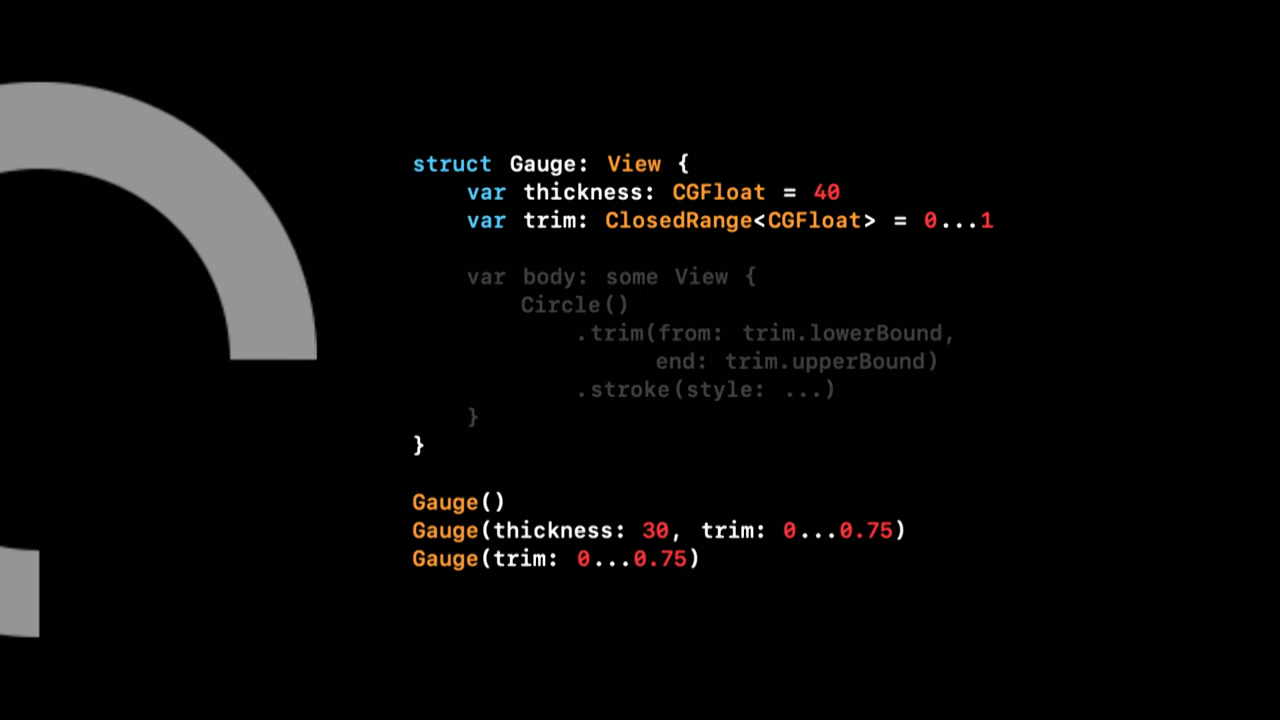 struct Gauge: View {
var thickness: CGFloat = 40
var trim: ClosedRange<CGFloat> = 0...1
var body: some View {
Circle()
.trim(from: trim.lowerBound,
end: trim.upperBound)
.stroke(style: ...)
}
}
Gauge()
Gauge(thickness: 30, trim: 0...0.75)
Gauge(trim: 0...0.75)